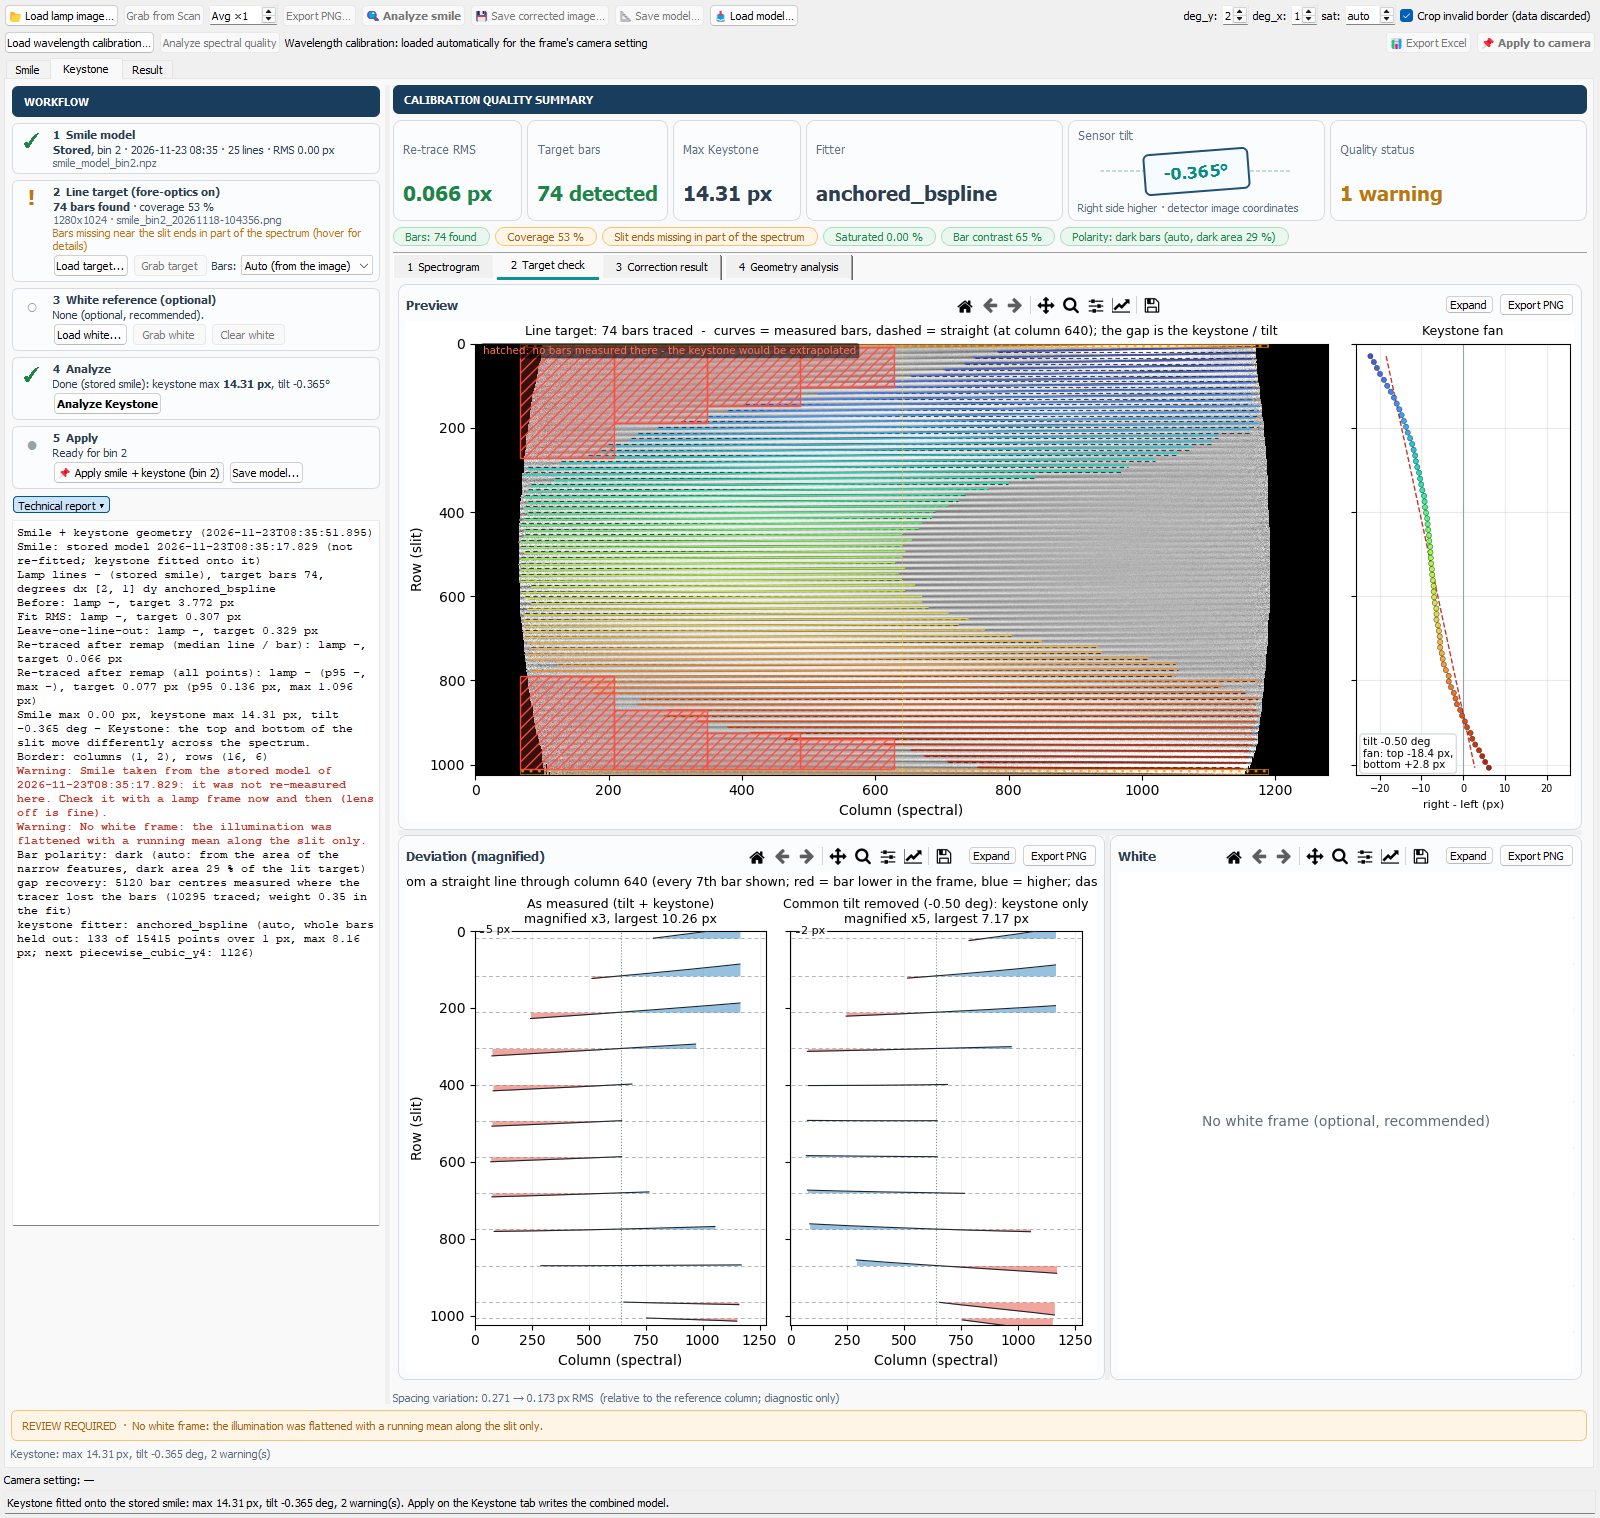 Load lamp image...
Grab from Scan
Avg ×1
Export PNG...
Analyze smile
Save corrected image...
Save model...
Load model...
deg_y: 2
deg_x: 1
sat: auto
Crop invalid border (data discarded)
Load wavelength calibration...
Analyze spectral quality
Wavelength calibration: loaded automatically for the frame's camera setting
Export Excel
Apply to camera
Smile
Keystone
Result
WORKFLOW
1 Smile model
Stored, bin 2 · 2026-11-23 08:35 · 25 lines · RMS 0.00 px
smile_model_bin2.npz
2 Line target (fore-optics on)
74 bars found · coverage 53 %
1280x1024 · smile_bin2_20261118-104356.png
Bars missing near the slit ends in part of the spectrum (hover for
details)
Load target...
Grab target
Bars:
Auto (from the image)
3 White reference (optional)
None (optional, recommended).
Load white...
Grab white
Clear white
4 Analyze
Done (stored smile): keystone max 14.31 px, tilt -0.365°
Analyze Keystone
5 Apply
Ready for bin 2
Apply smile + keystone (bin 2)
Save model...
Technical report
Smile + keystone geometry (2026-11-23T08:35:51.895)
Smile: stored model 2026-11-23T08:35:17.829 (not
re-fitted; keystone fitted onto it)
Lamp lines - (stored smile), target bars 74,
degrees dx [2, 1] dy anchored_bspline
Before: lamp -, target 3.772 px
Fit RMS: lamp -, target 0.307 px
Leave-one-line-out: lamp -, target 0.329 px
Re-traced after remap (median line / bar): lamp -,
target 0.066 px
Re-traced after remap (all points): lamp - (p95 -,
max -), target 0.077 px (p95 0.136 px, max 1.096
px)
Smile max 0.00 px, keystone max 14.31 px, tilt
-0.365 deg - Keystone: the top and bottom of the
slit move differently across the spectrum.
Border: columns (1, 2), rows (16, 6)
Warning: Smile taken from the stored model of
2026-11-23T08:35:17.829: it was not re-measured
here. Check it with a lamp frame now and then (lens
off is fine).
Warning: No white frame: the illumination was
flattened with a running mean along the slit only.
Bar polarity: dark (auto: from the area of the
narrow features, dark area 29 % of the lit target)
gap recovery: 5120 bar centres measured where the
tracer lost the bars (10295 traced; weight 0.35 in
the fit)
keystone fitter: anchored_bspline (auto, whole bars
held out: 133 of 15415 points over 1 px, max 8.16
px; next piecewise_cubic_y4: 1126)
CALIBRATION QUALITY SUMMARY
Re-trace RMS
0.066 px
Target bars
74 detected
Max Keystone
14.31 px
Fitter
anchored_bspline
Sensor tilt
-0.365°
Right side higher · detector image coordinates
Quality status
1 warning
Bars: 74 found
Coverage 53 %
Slit ends missing in part of the spectrum
Saturated 0.00 %
Bar contrast 65 %
Polarity: dark bars (auto, dark area 29 %)
1 Spectrogram
2 Target check
3 Correction result
4 Geometry analysis
Preview
Expand
Export PNG
Line target: 74 bars traced - curves = measured bars, dashed = straight (at column 640); the gap is the keystone / tilt
hatched: no bars measured there - the keystone would be extrapolated
0
200
400
600
800
1000
Row (slit)
0 200 400 600 800 1000 1200
Column (spectral)
Keystone fan
tilt -0.50 deg
fan: top -18.4 px,
bottom +2.8 px
−20 −10 0 10 20
right - left (px)
Deviation (magnified)
Expand
Export PNG
om a straight line through column 640 (every 7th bar shown; red = bar lower in the frame, blue = higher; das
As measured (tilt + keystone)
magnified x3, largest 10.26 px
5 px
0
200
400
600
800
1000
Row (slit)
0 250 500 750 1000 1250
Column (spectral)
Common tilt removed (-0.50 deg): keystone only
magnified x5, largest 7.17 px
2 px
0 250 500 750 1000 1250
Column (spectral)
White
Expand
Export PNG
No white frame (optional, recommended)
Spacing variation: 0.271 → 0.173 px RMS (relative to the reference column; diagnostic only)
REVIEW REQUIRED · No white frame: the illumination was flattened with a running mean along the slit only.
Keystone: max 14.31 px, tilt -0.365 deg, 2 warning(s)
Camera setting: —
Keystone fitted onto the stored smile: max 14.31 px, tilt -0.365 deg, 2 warning(s). Apply on the Keystone tab writes the combined model.